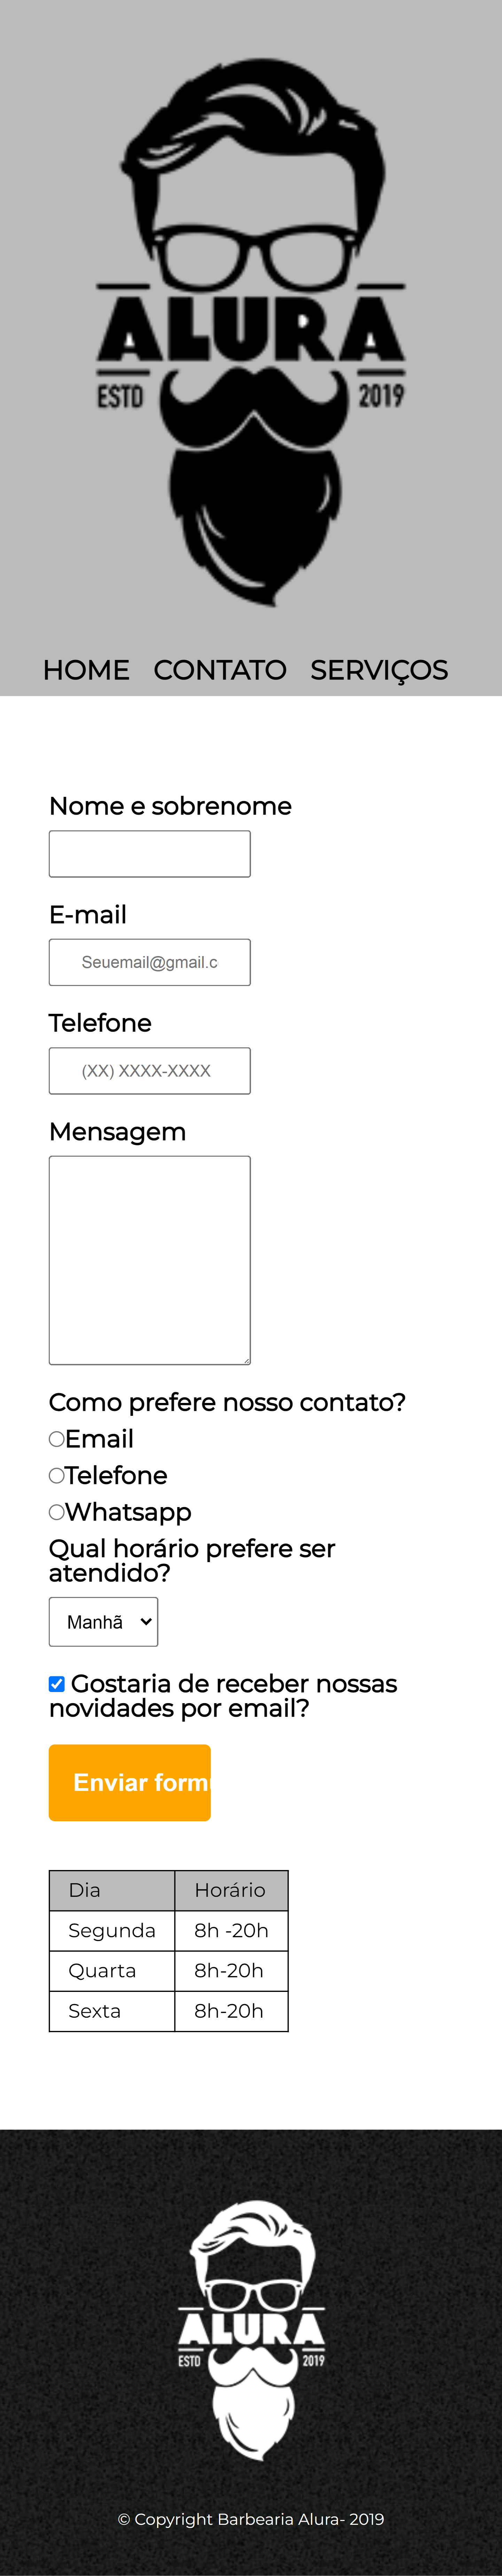 ALURA
ESTD 2019
HOME CONTATO SERVIÇOS
Nome e sobrenome
E-mail
Seuemail@gmail.c
Telefone
(XX) XXXX-XXXX
Mensagem
Como prefere nosso contato?
Email
Telefone
Whatsapp
Qual horário prefere ser
atendido?
Manhã
Gostaria de receber nossas
novidades por email?
Enviar form
Dia Horário
Segunda 8h -20h
Quarta 8h-20h
Sexta 8h-20h
ALURA
ESTD 2019
© Copyright Barbearia Alura- 2019